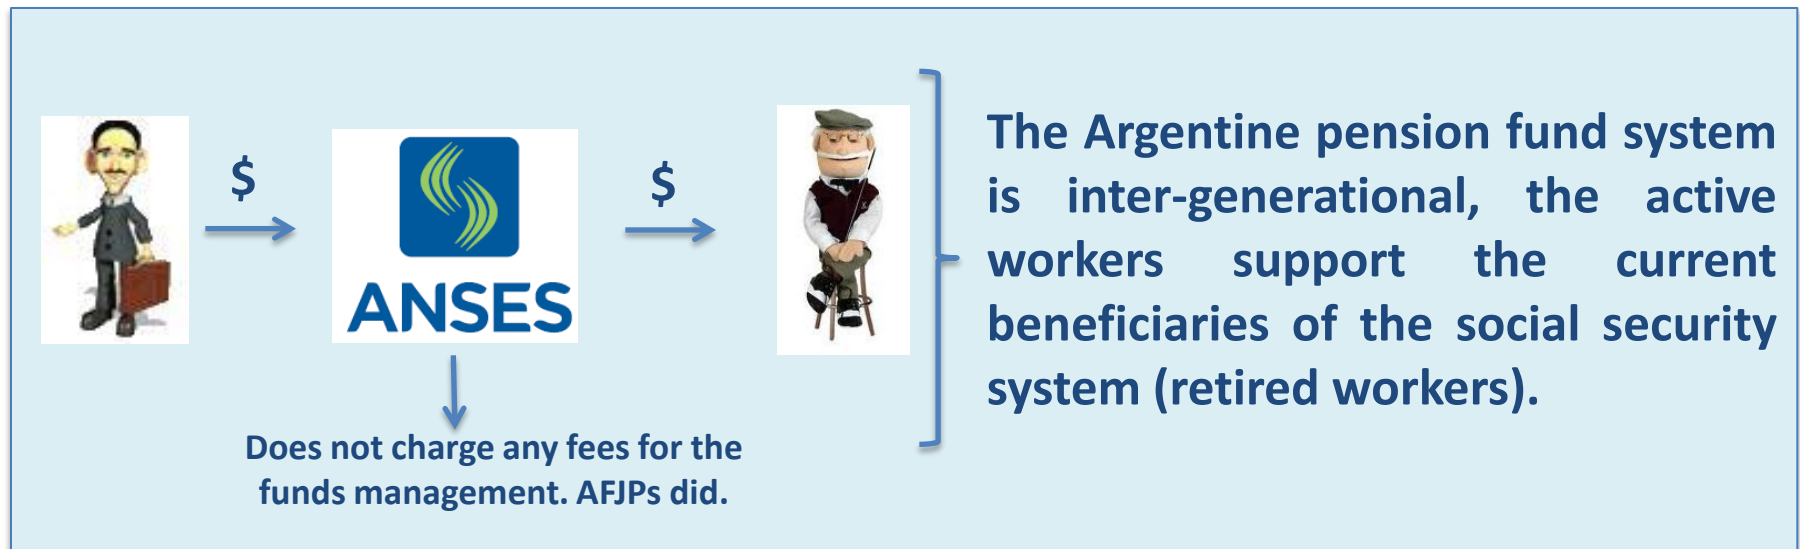 $
$
ANSES
Does not charge any fees for the
funds management. AFJPs did.
The Argentine pension fund system
is inter-generational, the active
workers support the current
beneficiaries of the social security
system (retired workers).